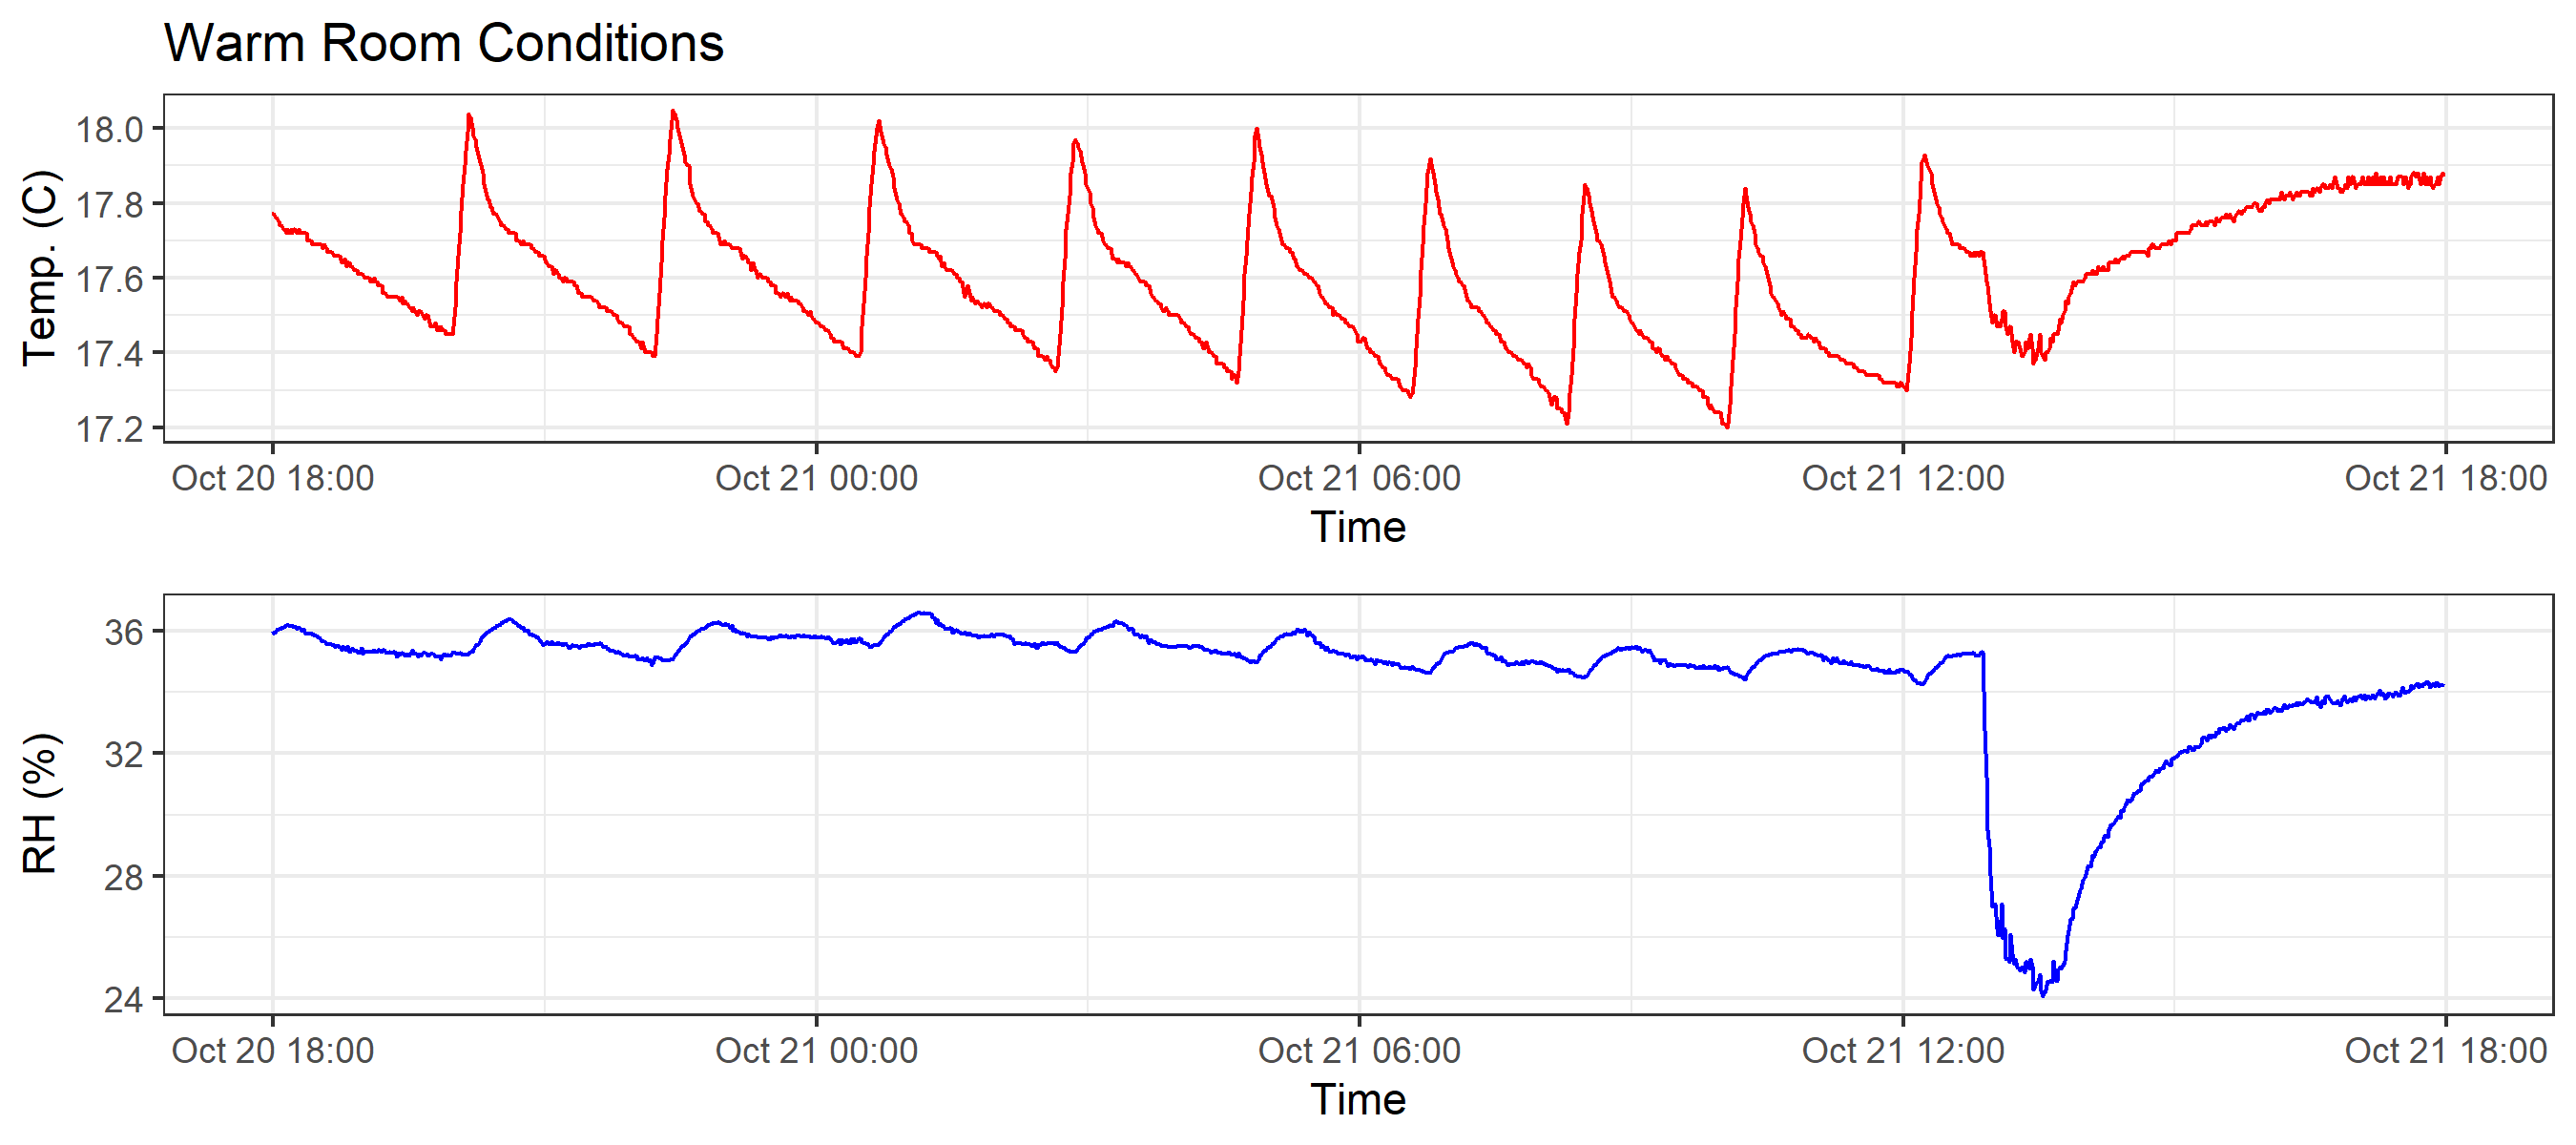 Warm Room Conditions
Temp. (C)
18.0
17.8
17.6
17.4
17.2
Oct 20 18:00 Oct 21 00:00 Oct 21 06:00 Oct 21 12:00 Oct 21 18:00
Time
RH (%)
36
32
28
24
Oct 20 18:00 Oct 21 00:00 Oct 21 06:00 Oct 21 12:00 Oct 21 18:00
Time